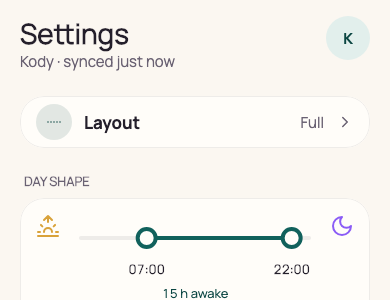 Settings
K
Kody · synced just now
Layout
Full
DAY SHAPE
07:00
22:00
15 h awake